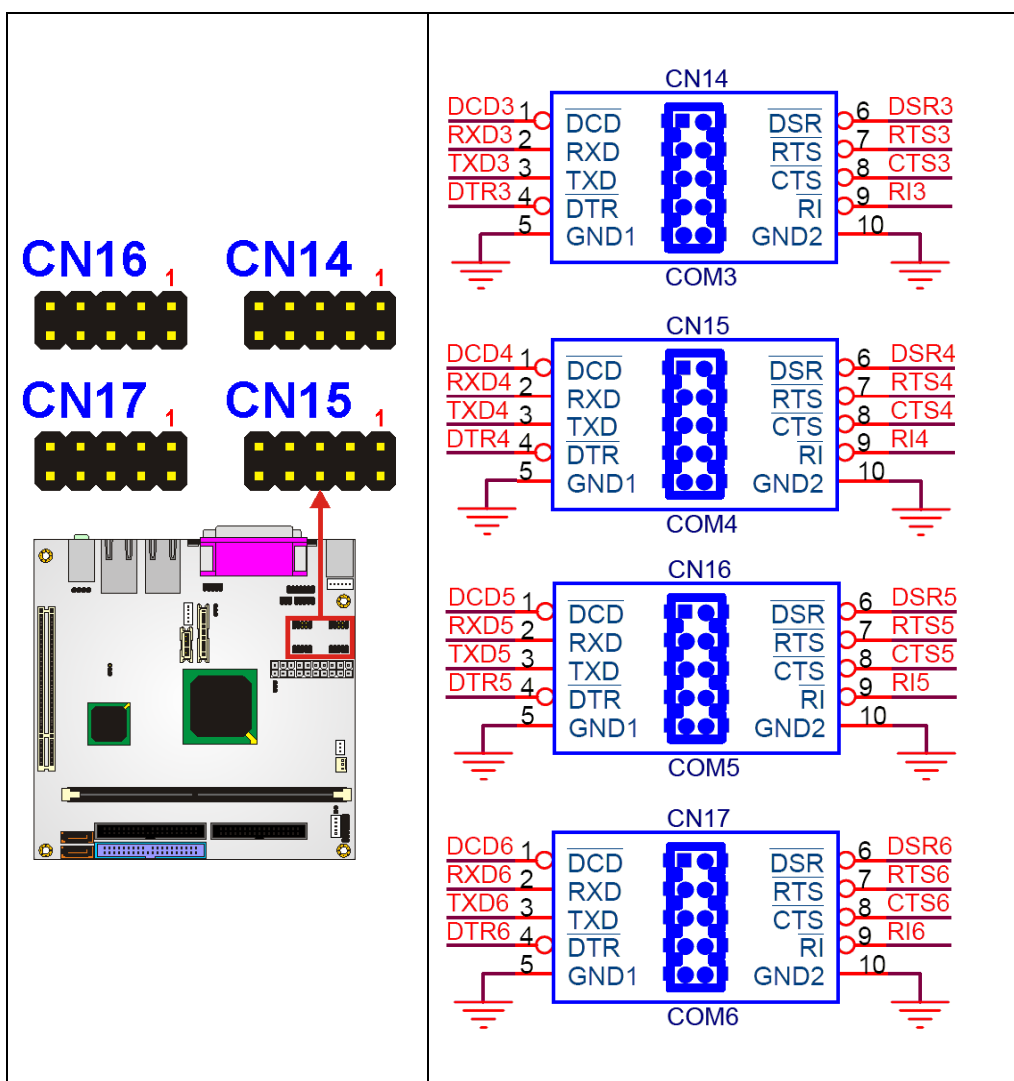 CN16 1
CN14 1
CN17 1
CN15 1
CN14
DCD3 1 DCD DSR 6 DSR3
RXD3 2 RXD RTS 7 RTS3
TXD3 3 TXD CTS 8 CTS3
DTR3 4 DTR RI 9 RI3
5 GND1 GND2 10
COM3
CN15
DCD4 1 DCD DSR 6 DSR4
RXD4 2 RXD RTS 7 RTS4
TXD4 3 TXD CTS 8 CTS4
DTR4 4 DTR RI 9 RI4
5 GND1 GND2 10
COM4
CN16
DCD5 1 DCD DSR 6 DSR5
RXD5 2 RXD RTS 7 RTS5
TXD5 3 TXD CTS 8 CTS5
DTR5 4 DTR RI 9 RI5
5 GND1 GND2 10
COM5
CN17
DCD6 1 DCD DSR 6 DSR6
RXD6 2 RXD RTS 7 RTS6
TXD6 3 TXD CTS 8 CTS6
DTR6 4 DTR RI 9 RI6
5 GND1 GND2 10
COM6